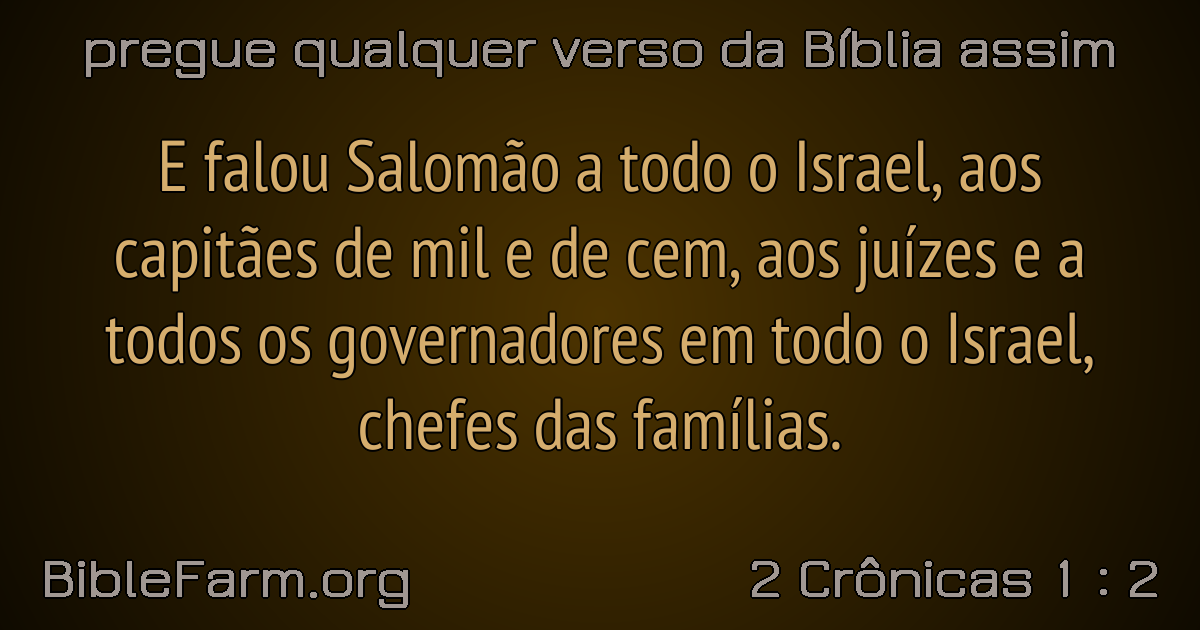 pregue qualquer verso da Bíblia assim
E falou Salomão a todo o Israel, aos
capitães de mil e de cem, aos juízes e a
todos os governadores em todo o Israel,
chefes das famílias.
BibleFarm.org
2 Crônicas 1 : 2